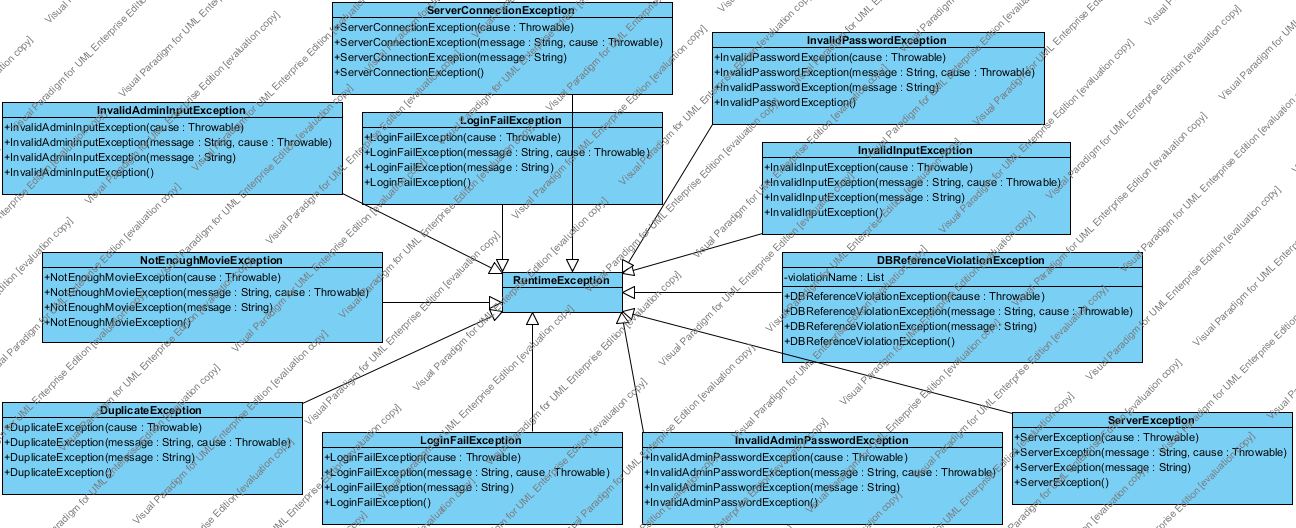 ServerConnectionException
+ServerConnectionException(cause : Throwable)
+ServerConnectionException(message : String, cause : Throwable)
+ServerConnectionException(message : String)
+ServerConnectionException()
InvalidPasswordException
+InvalidPasswordException(cause : Throwable)
+InvalidPasswordException(message : String, cause : Throwable)
+InvalidPasswordException(message : String)
+InvalidPasswordException()
InvalidAdminInputException
+InvalidAdminInputException(cause : Throwable)
+InvalidAdminInputException(message : String, cause : Throwable)
+InvalidAdminInputException(message : String)
+InvalidAdminInputException()
LoginFailException
+LoginFailException(cause : Throwable)
+LoginFailException(message : String, cause : Throwable)
+LoginFailException(message : String)
+LoginFailException()
InvalidInputException
+InvalidInputException(cause : Throwable)
+InvalidInputException(message : String, cause : Throwable)
+InvalidInputException(message : String)
+InvalidInputException()
NotEnoughMovieException
+NotEnoughMovieException(cause : Throwable)
+NotEnoughMovieException(message : String, cause : Throwable)
+NotEnoughMovieException(message : String)
+NotEnoughMovieException()
RuntimeException
DBReferenceViolationException
-violationName : List
+DBReferenceViolationException(cause : Throwable)
+DBReferenceViolationException(message : String, cause : Throwable)
+DBReferenceViolationException(message : String)
+DBReferenceViolationException()
DuplicateException
+DuplicateException(cause : Throwable)
+DuplicateException(message : String, cause : Throwable)
+DuplicateException(message : String)
+DuplicateException()
LoginFailException
+LoginFailException(cause : Throwable)
+LoginFailException(message : String, cause : Throwable)
+LoginFailException(message : String)
+LoginFailException()
InvalidAdminPasswordException
+InvalidAdminPasswordException(cause : Throwable)
+InvalidAdminPasswordException(message : String, cause : Throwable)
+InvalidAdminPasswordException(message : String)
+InvalidAdminPasswordException()
ServerException
+ServerException(cause : Throwable)
+ServerException(message : String, cause : Throwable)
+ServerException(message : String)
+ServerException()
Visual Paradigm for UML Enterprise Edition [evaluation copy]